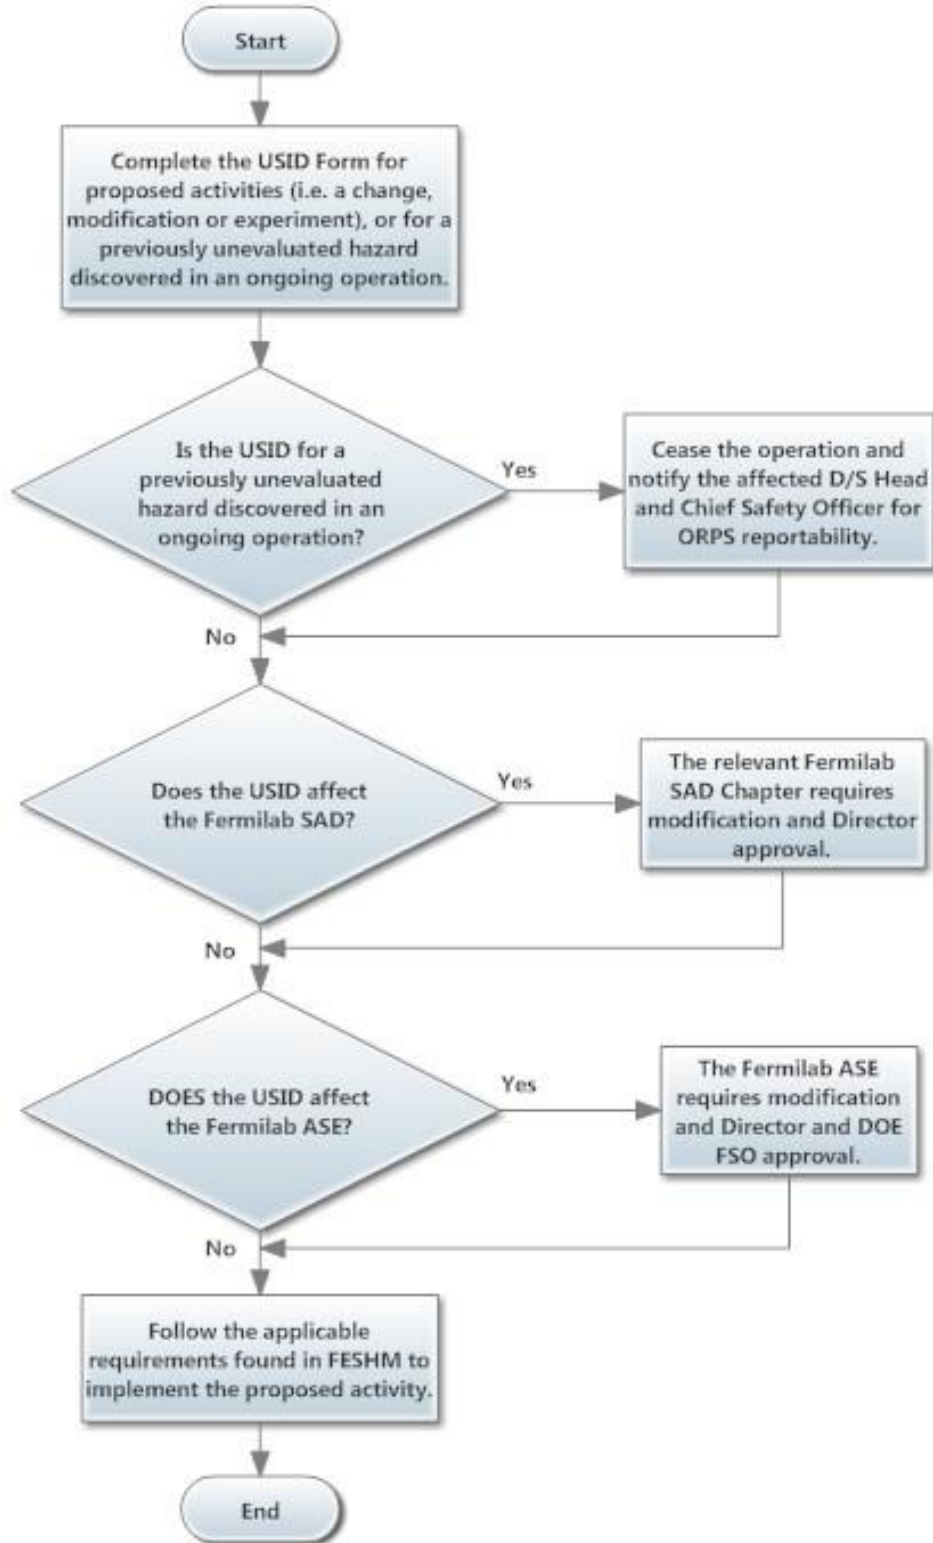 Start
Complete the USID Form for
proposed activities (i.e. a change,
modification or experiment), or for a
previously unevaluated hazard
discovered in an ongoing operation.
Is the USID for a
previously unevaluated
hazard discovered in an
ongoing operation?
Yes
Cease the operation and
notify the affected D/S Head
and Chief Safety Officer for
ORPS reportability.
No
Does the USID affect
the Fermilab SAD?
Yes
The relevant Fermilab
SAD Chapter requires
modification and Director
approval.
No
DOES the USID affect
the Fermilab ASE?
Yes
The Fermilab ASE
requires modification
and Director and DOE
FSO approval.
No
Follow the applicable
requirements found in FESHM to
implement the proposed activity.
End